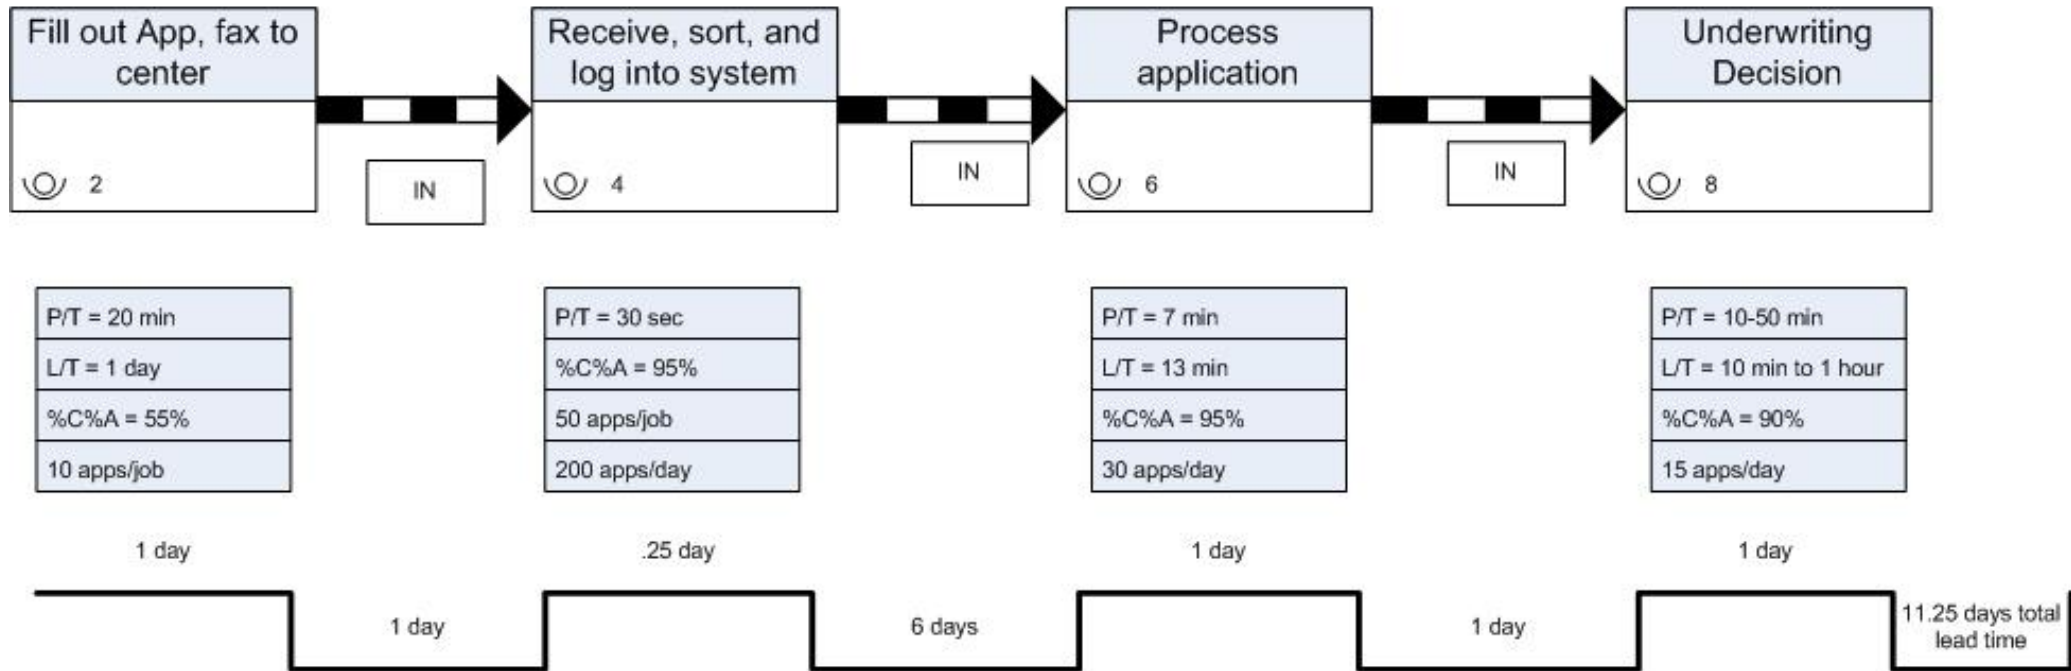 Fill out App, fax to
center
2
IN
Receive, sort, and
log into system
4
IN
Process
application
6
IN
Underwriting
Decision
8
P/T = 20 min
L/T = 1 day
%C%A = 55%
10 apps/job
P/T = 30 sec
%C%A = 95%
50 apps/job
200 apps/day
P/T = 7 min
L/T = 13 min
%C%A = 95%
30 apps/day
P/T = 10-50 min
L/T = 10 min to 1 hour
%C%A = 90%
15 apps/day
1 day
1 day
.25 day
6 days
1 day
1 day
1 day
11.25 days total
lead time